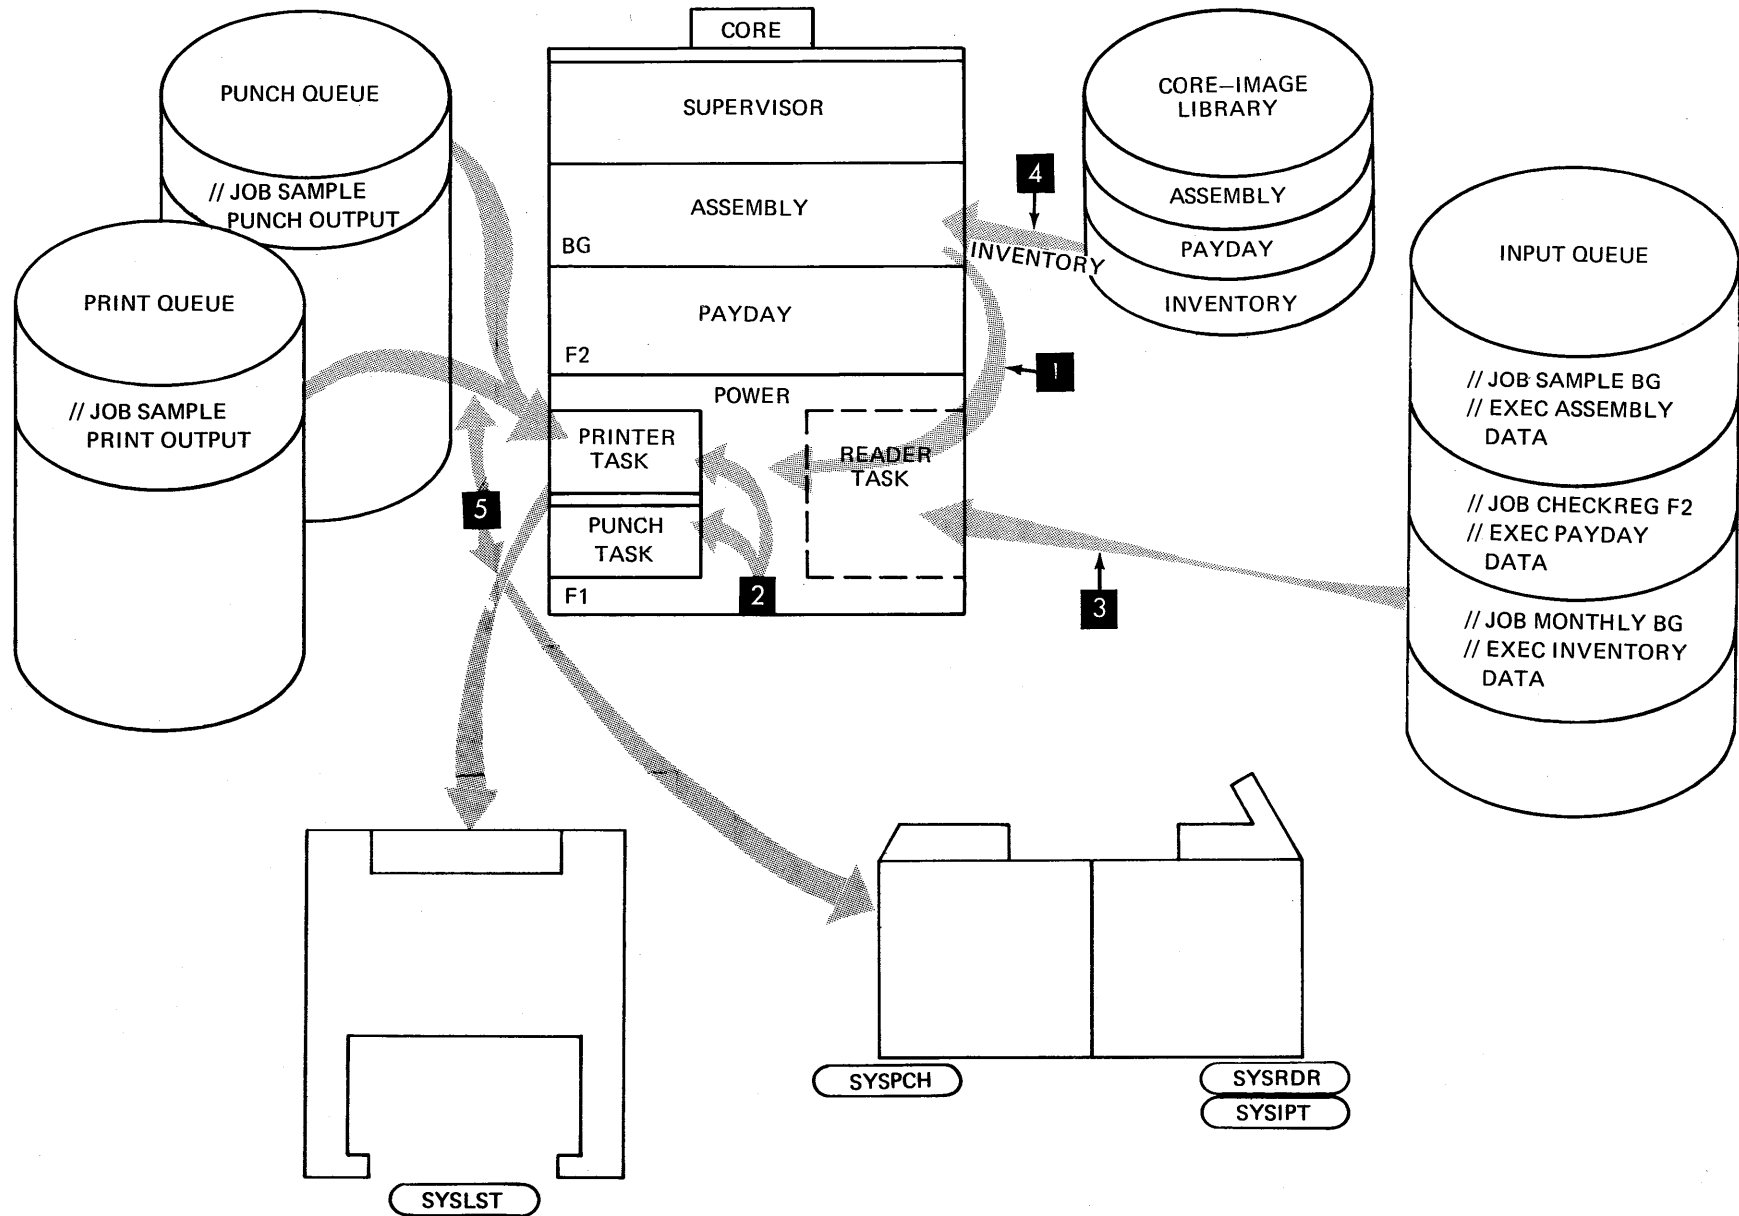 CORE
PUNCH QUEUE
// JOB SAMPLE
PUNCH OUTPUT
PRINT QUEUE
// JOB SAMPLE
PRINT OUTPUT
SUPERVISOR
ASSEMBLY
BG
PAYDAY
F2
POWER
PRINTER
TASK
READER
TASK
PUNCH
TASK
F1
CORE–IMAGE
LIBRARY
ASSEMBLY
PAYDAY
INVENTORY
4
INVENTORY
1
2
3
5
INPUT QUEUE
// JOB SAMPLE BG
// EXEC ASSEMBLY
DATA
// JOB CHECKREG F2
// EXEC PAYDAY
DATA
// JOB MONTHLY BG
// EXEC INVENTORY
DATA
SYSLST
SYSPCH
SYSRDR
SYSIPT